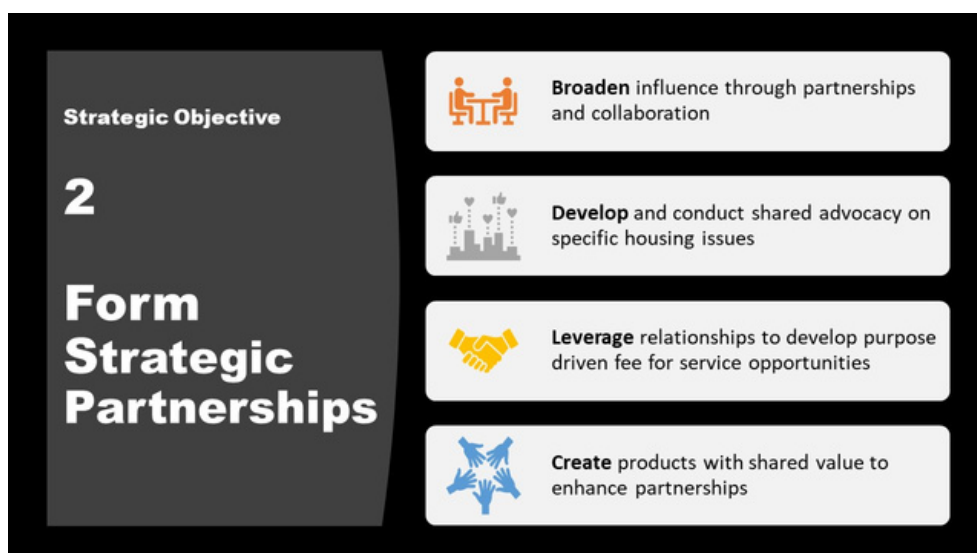 Strategic Objective
2
Form
Strategic
Partnerships
Broaden influence through partnerships
and collaboration
Develop and conduct shared advocacy on
specific housing issues
Leverage relationships to develop purpose
driven fee for service opportunities
Create products with shared value to
enhance partnerships